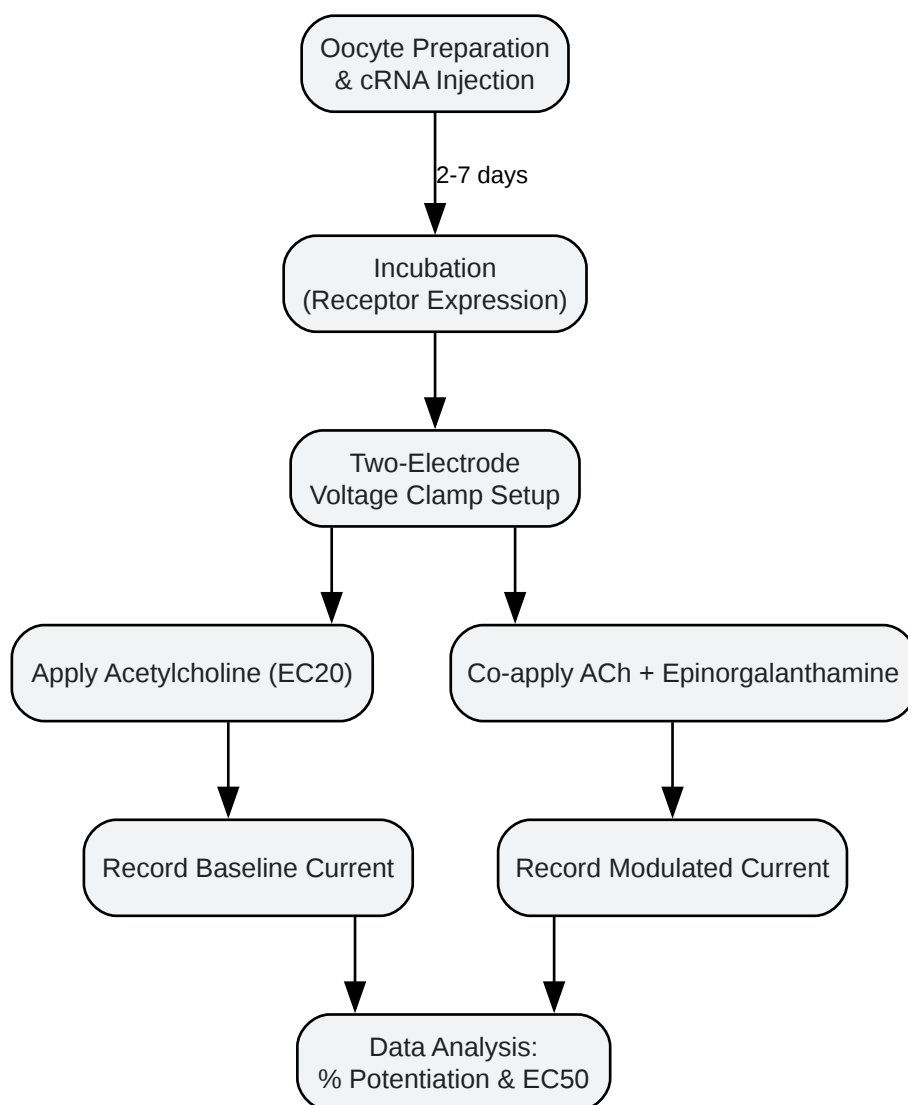 Oocyte Preparation
& cRNA Injection
2-7 days
Incubation
(Receptor Expression)
Two-Electrode
Voltage Clamp Setup
Apply Acetylcholine (EC20)
Co-apply ACh + Epinorgalanthamine
Record Baseline Current
Record Modulated Current
Data Analysis:
% Potentiation & EC50